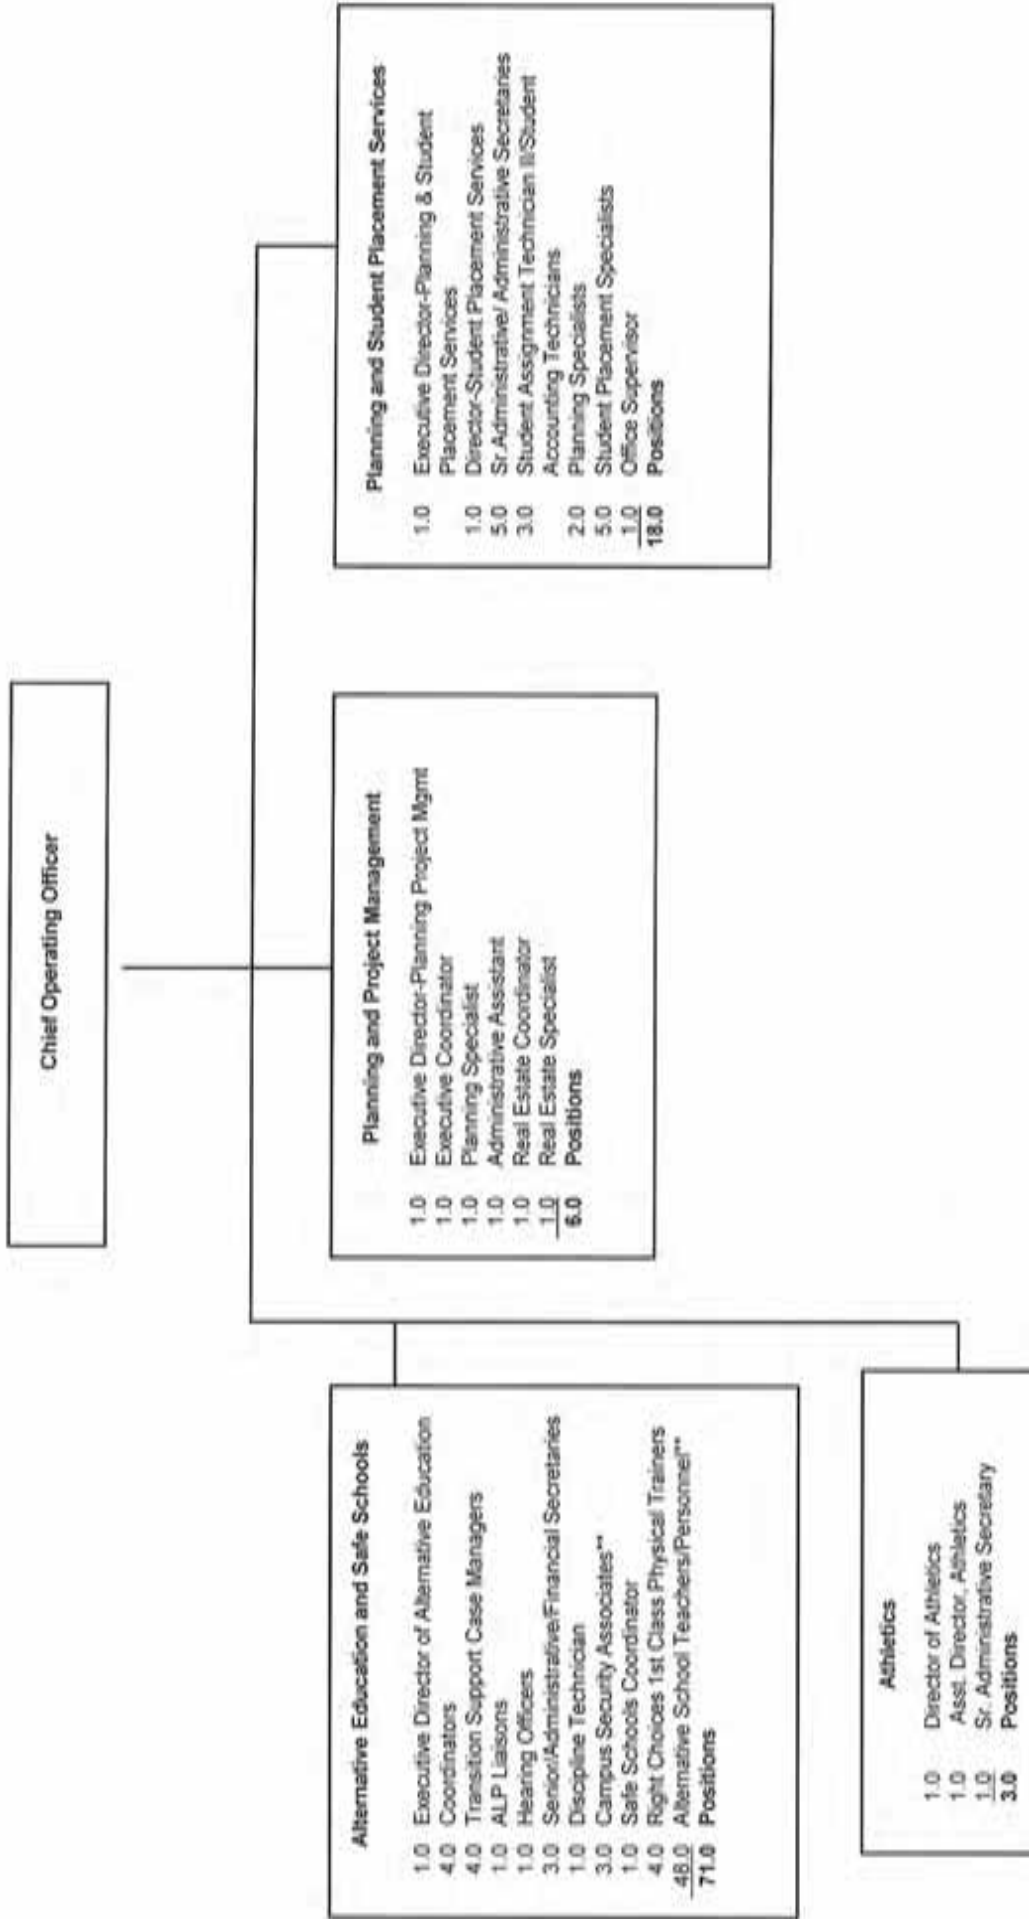 Chief Operating Officer
Alternative Education and Safe Schools
1.0 Executive Director of Alternative Education
4.0 Coordinators
4.0 Transition Support Case Managers
1.0 ALP Liaisons
1.0 Hearing Officers
3.0 Senior/Administrative/Financial Secretaries
1.0 Discipline Technician
3.0 Campus Security Associates**
1.0 Safe Schools Coordinator
4.0 Right Choices 1st Class Physical Trainers
48.0 Alternative School Teachers/Personnel**
71.0 Positions
Planning and Project Management
1.0 Executive Director-Planning Project Mgmt
1.0 Executive Coordinator
1.0 Planning Specialist
1.0 Administrative Assistant
1.0 Real Estate Coordinator
1.0 Real Estate Specialist
6.0 Positions
Planning and Student Placement Services
1.0 Executive Director-Planning & Student
Placement Services
1.0 Director-Student Placement Services
5.0 Sr.Administrative/ Administrative Secretaries
3.0 Student Assignment Technician II/Student
Accounting Technicians
2.0 Planning Specialists
5.0 Student Placement Specialists
1.0 Office Supervisor
18.0 Positions
Athletics
1.0 Director of Athletics
1.0 Asst. Director, Athletics
1.0 Sr. Administrative Secretary
3.0 Positions